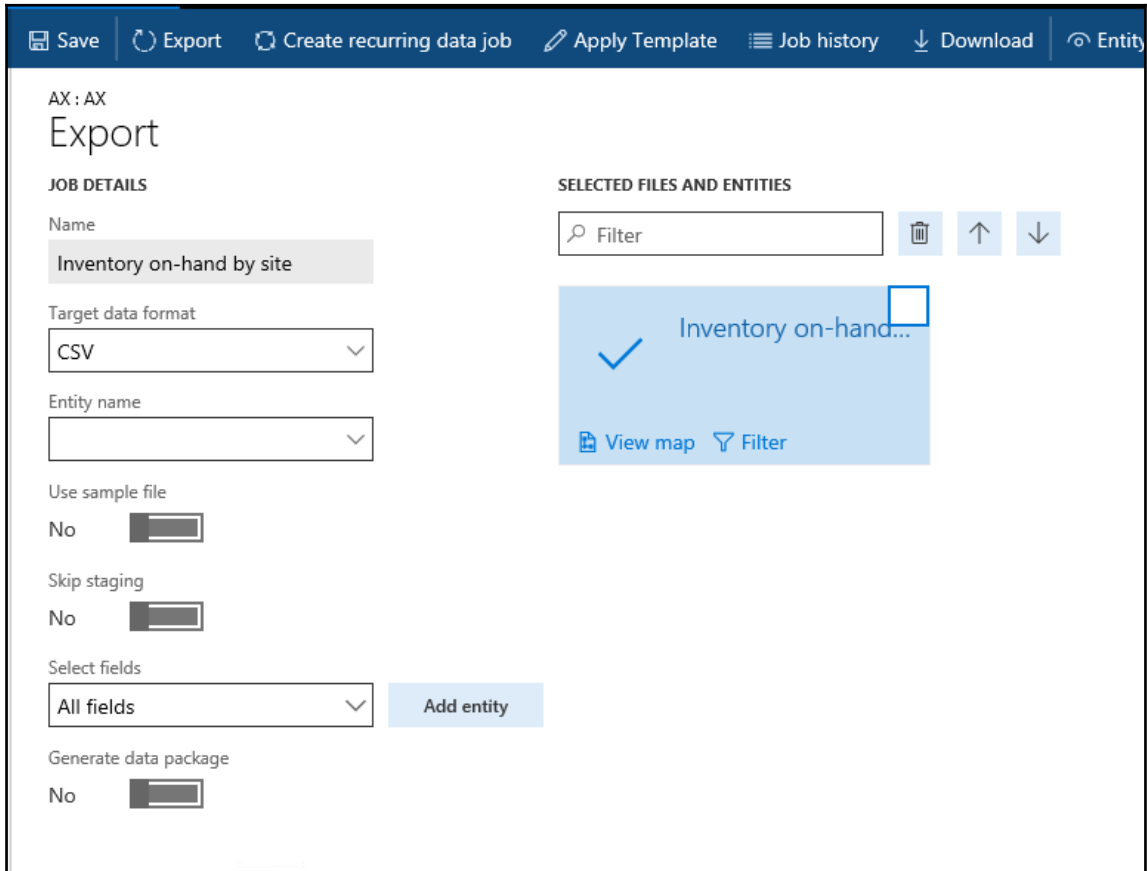 Save Export Create recurring data job Apply Template Job history Download Entity
AX : AX
Export
JOB DETAILS
Name
Inventory on-hand by site
Target data format
CSV
Entity name
Use sample file
No
Skip staging
No
Select fields
All fields
Add entity
Generate data package
No
SELECTED FILES AND ENTITIES
Filter
Inventory on-hand...
View map Filter